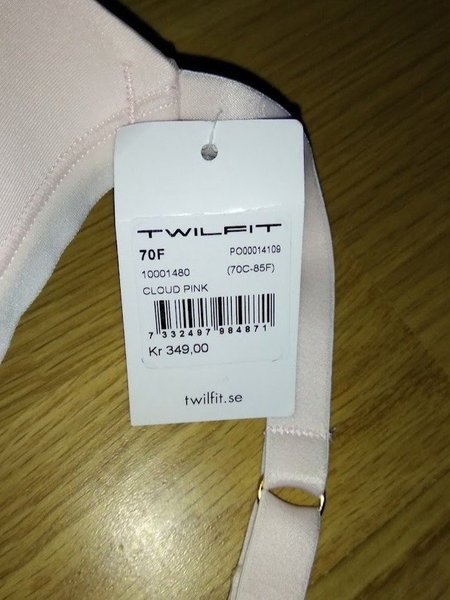 TWILFIT
70F PO00014109
10001480 (70C-85F)
CLOUD PINK
7 332497 984871
Kr 349,00
twilfit.se